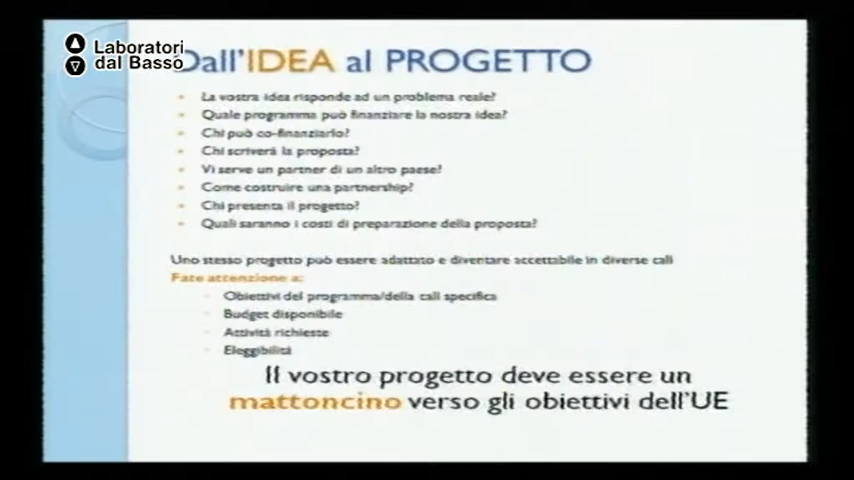 Laboratori
dal Basso
Dall'IDEA al PROGETTO
La vostra idea risponde ad un problema reale?
Quale programma può finanziare la nostra idea?
Chi può co-finanziarlo?
Chi scriverà la proposta?
Vi serve un partner di un altro paese?
Come costruire una partnership?
Chi presenta il progetto?
Quali saranno i costi di preparazione della proposta?
Uno stesso progetto può essere adattato e diventare accettabile in diverse call
Fate attenzione a:
Obiettivi del programma/della call specifica
Budget disponibile
Attività richieste
Eleggibilità
Il vostro progetto deve essere un
mattoncino verso gli obiettivi dell'UE